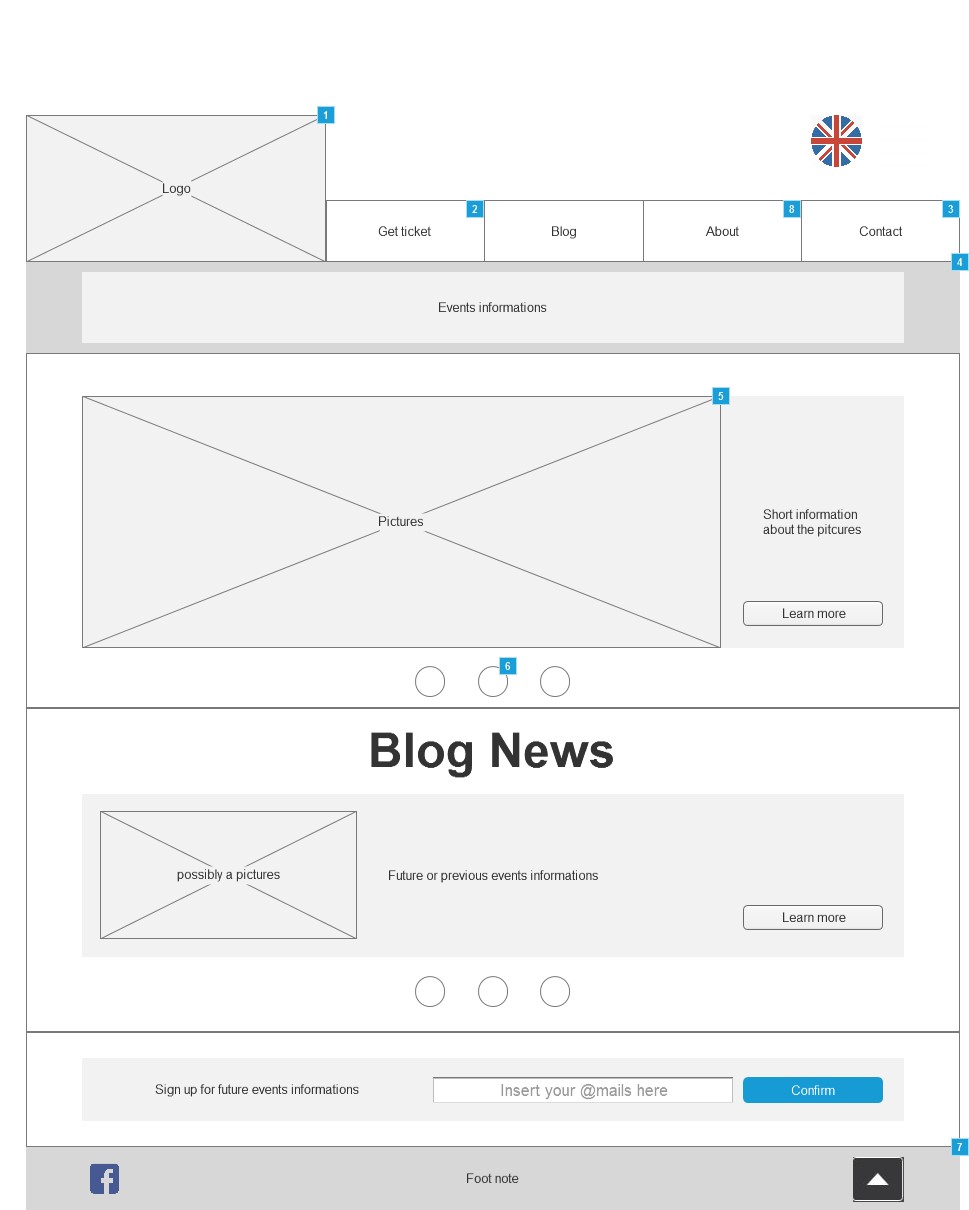 1
Logo
2
8
3
Get ticket
Blog
About
Contact
4
Events informations
5
Pictures
Short information
about the pitcures
Learn more
6
Blog News
possibly a pictures
Future or previous events informations
Learn more
Sign up for future events informations
Insert your @mails here
Confirm
7
f
Foot note